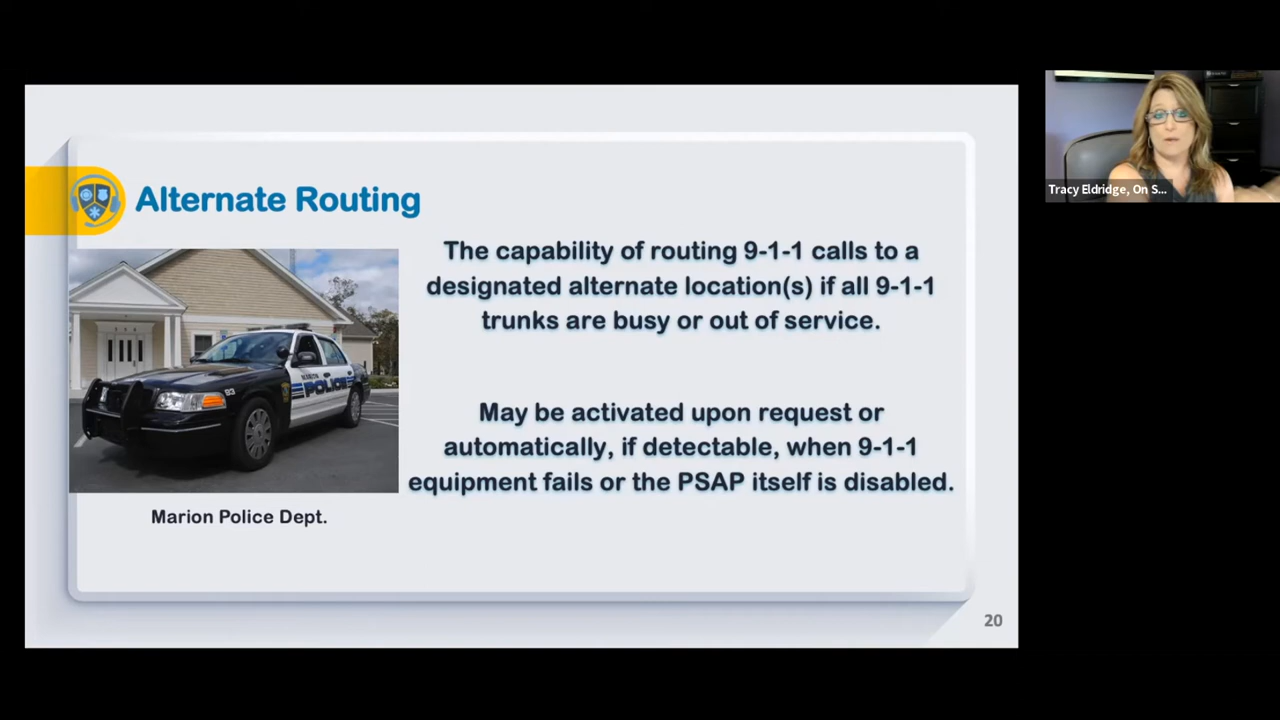 Alternate Routing
The capability of routing 9-1-1 calls to a
designated alternate location(s) if all 9-1-1
trunks are busy or out of service.
May be activated upon request or
automatically, if detectable, when 9-1-1
equipment fails or the PSAP itself is disabled.
93
MARION
POLICE
Marion Police Dept.
20
Tracy Eldridge, On S...